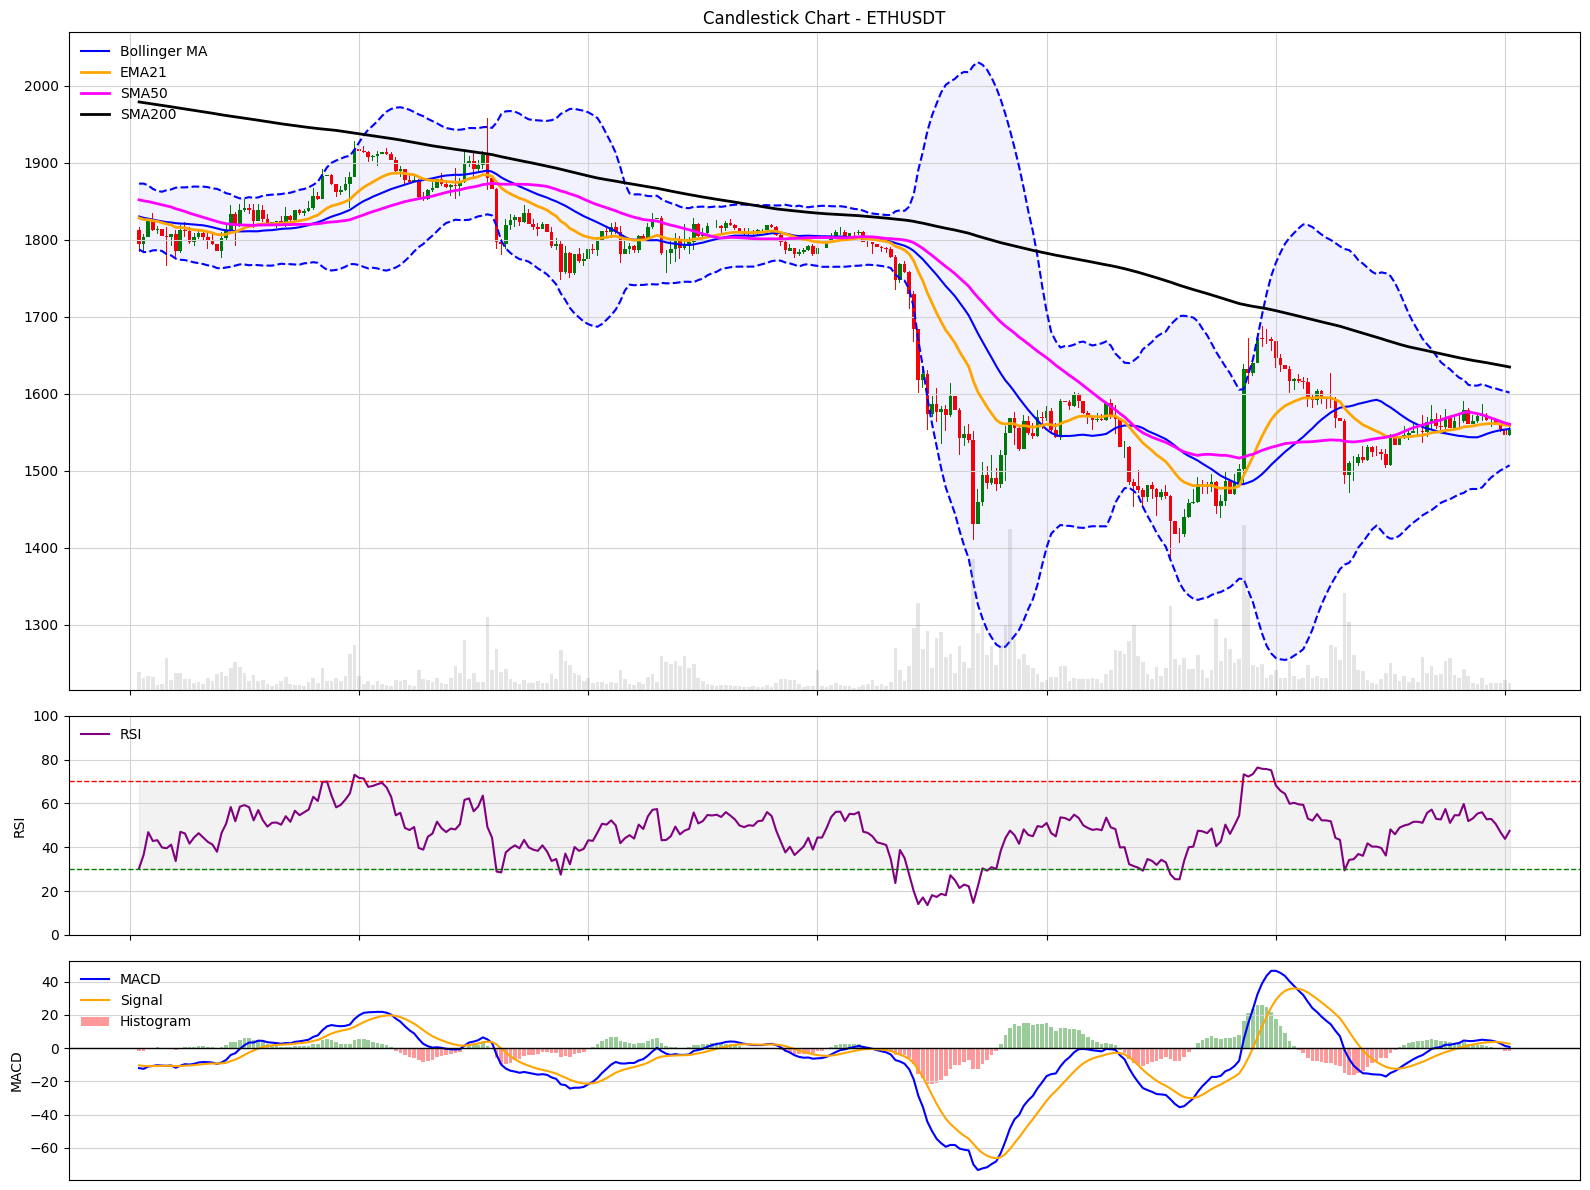 Candlestick Chart - ETHUSDT
Bollinger MA
EMA21
SMA50
SMA200
2000
1900
1800
1700
1600
1500
1400
1300
RSI
RSI
100
80
60
40
20
0
MACD
Signal
Histogram
MACD
40
20
0
−20
−40
−60